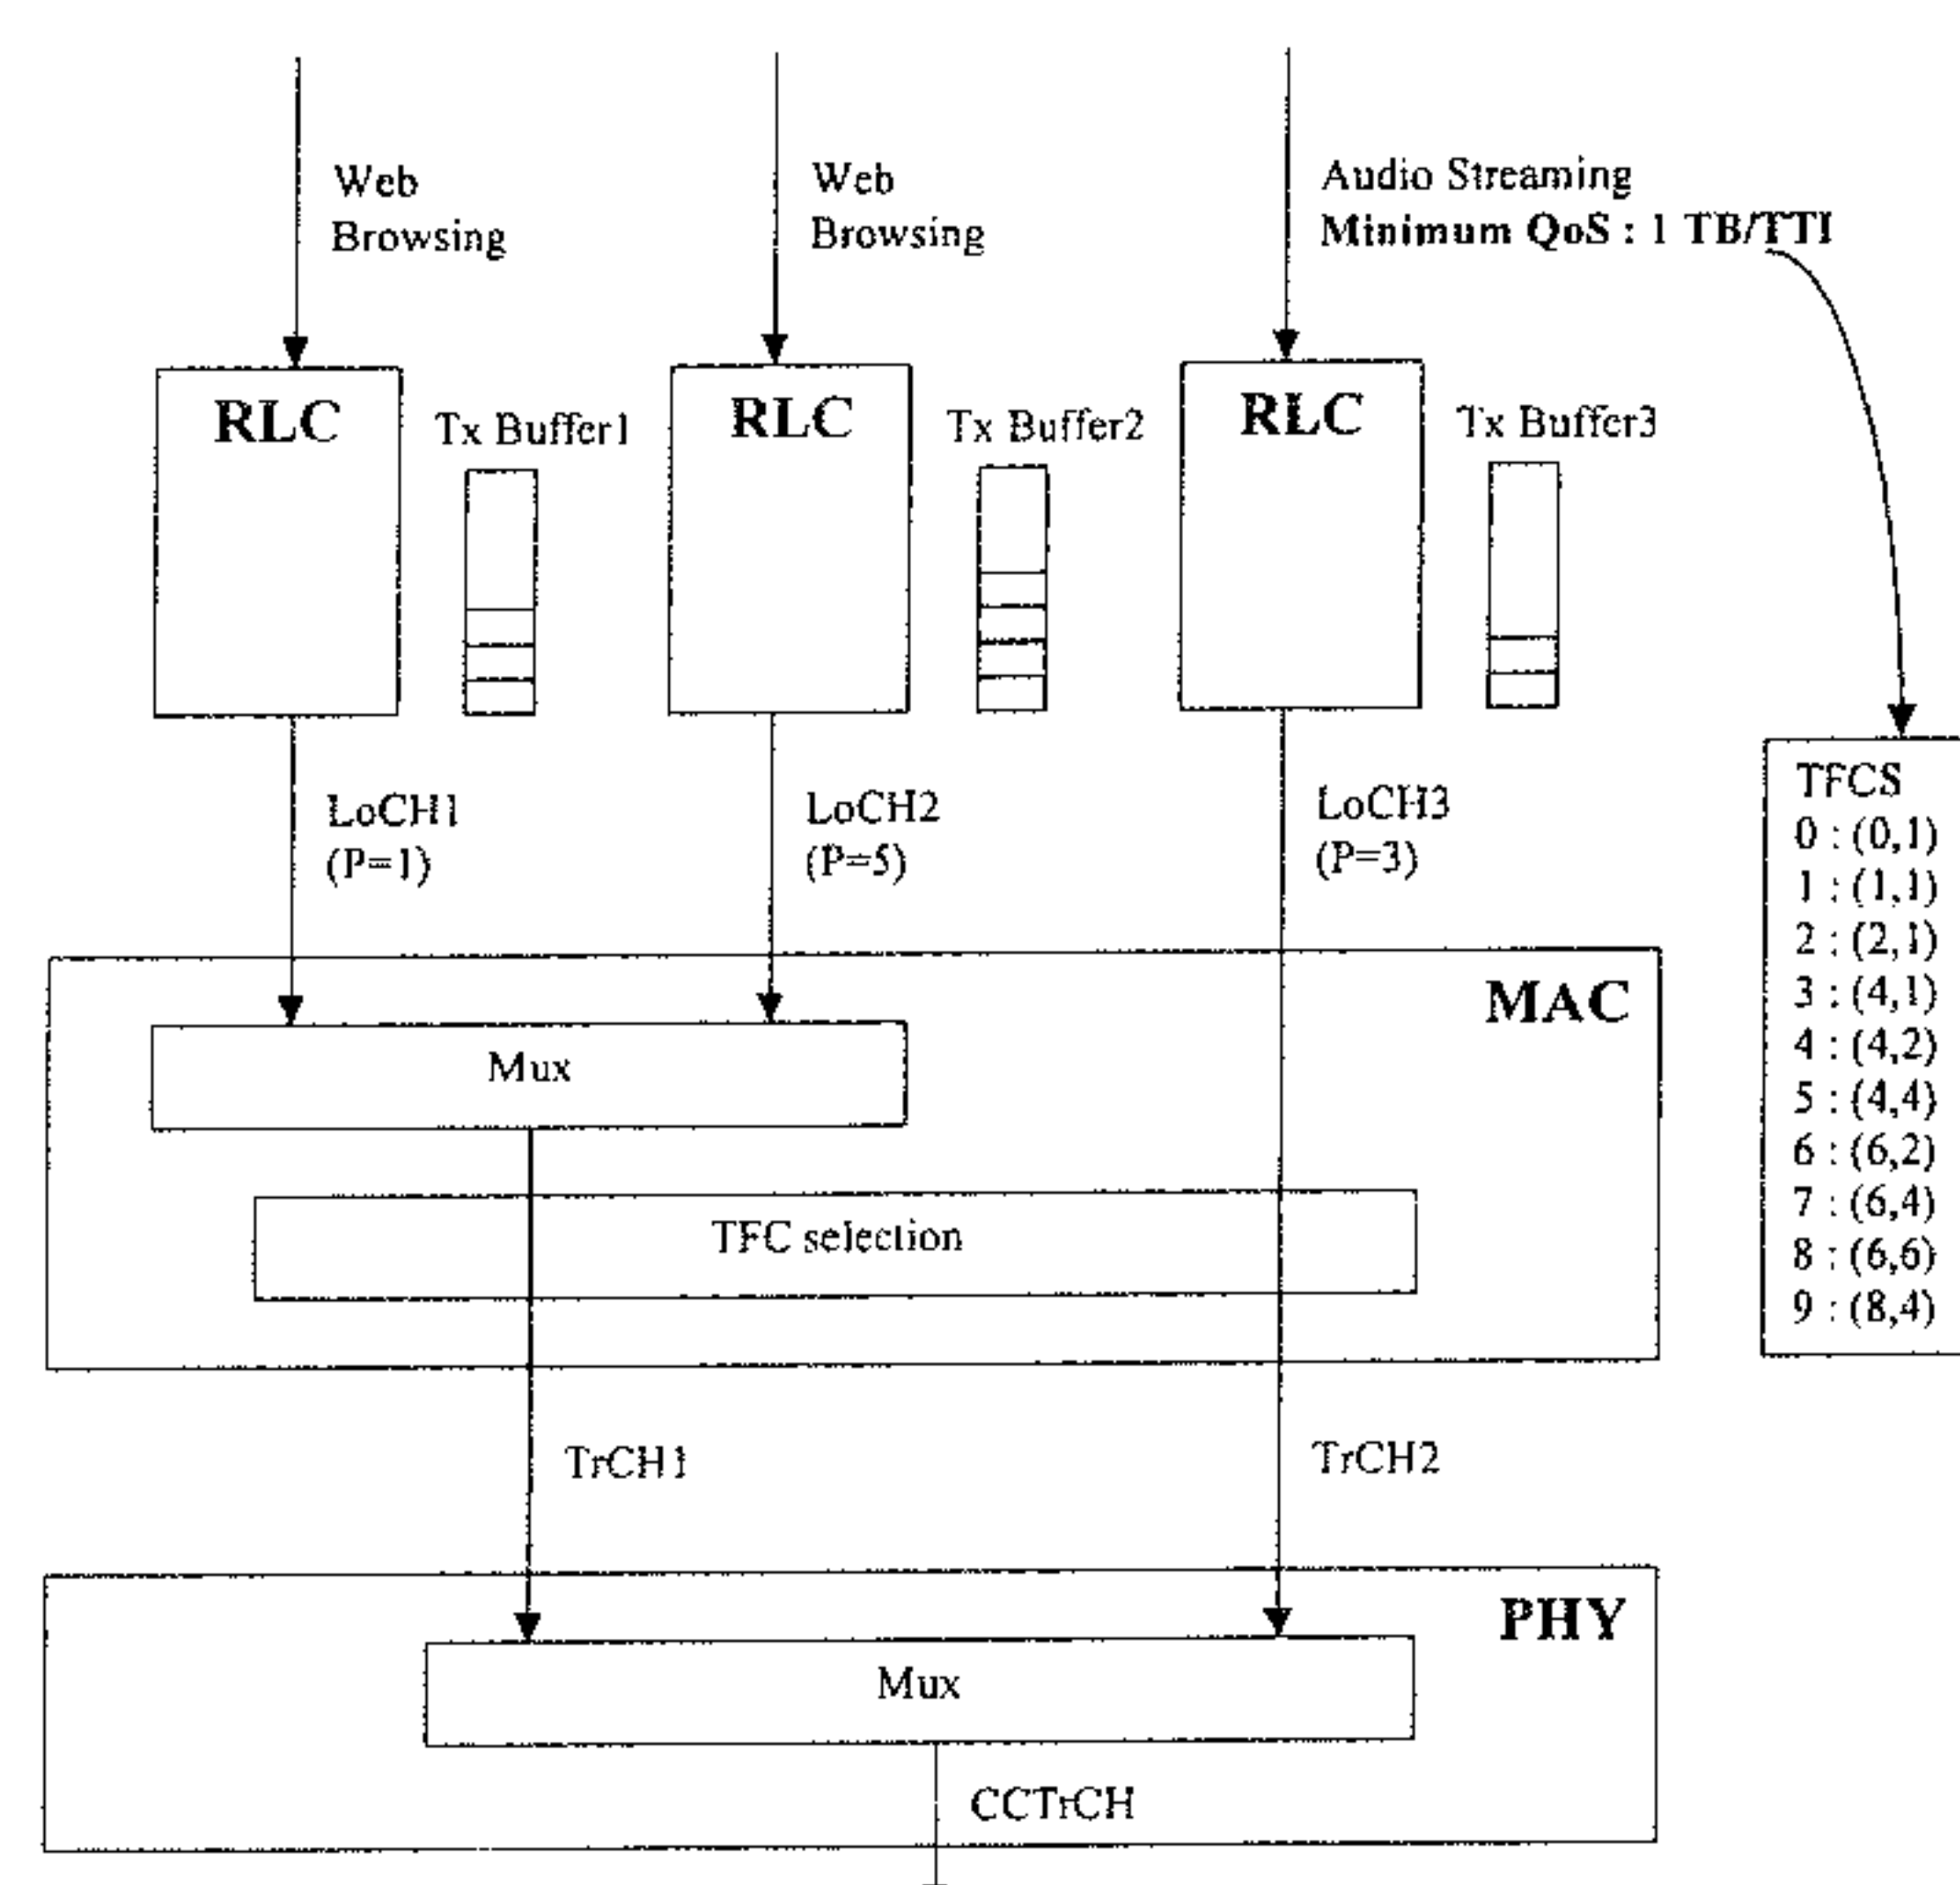 Web
Browsing
Web
Browsing
Audio Streaming
Minimum QoS : 1 TB/TTI
RLC
Tx Buffer1
RLC
Tx Buffer2
RLC
Tx Buffer3
LoCH1
(P=1)
LoCH2
(P=5)
LoCH3
(P=3)
TFCS
0 : (0,1)
1 : (1,1)
2 : (2,1)
3 : (4,1)
4 : (4,2)
5 : (4,4)
6 : (6,2)
7 : (6,4)
8 : (6,6)
9 : (8,4)
MAC
Mux
TFC selection
TrCH1
TrCH2
PHY
Mux
CCTrCH